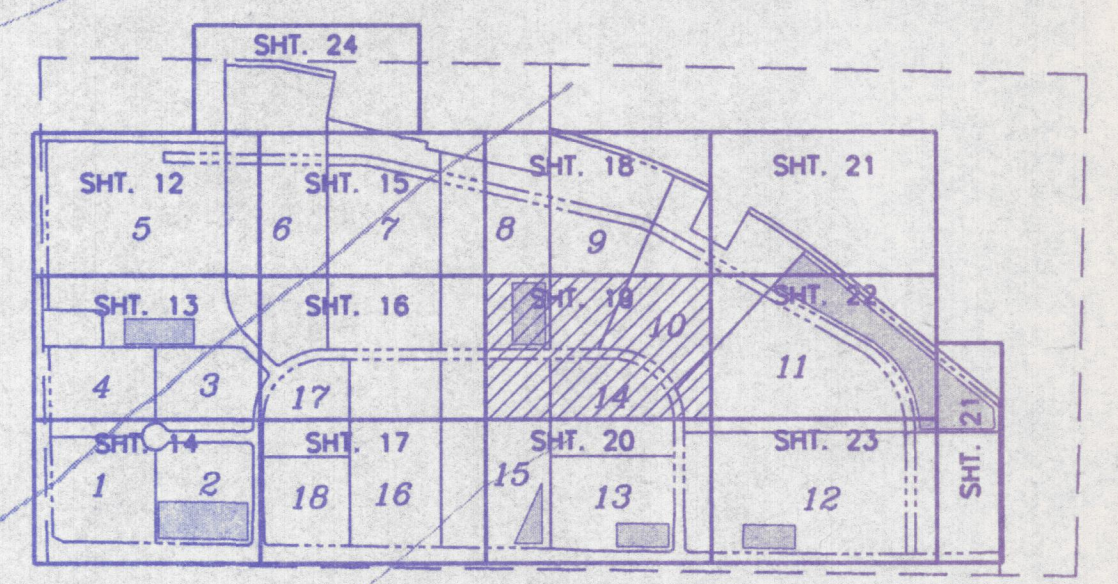 SHT. 24
SHT. 12
SHT. 15
SHT. 18
SHT. 21
5
6
7
8
9
SHT. 13
SHT. 16
SHT. 19
SHT. 22
10
4
3
17
14
11
SHT. 14
SHT. 17
SHT. 20
SHT. 23
SHT. 21
1
2
18
16
15
13
12